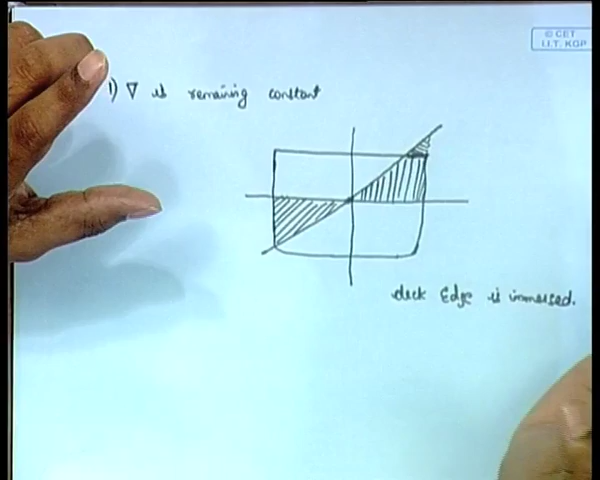 © CET
I.I.T. KGP
1) ∇ is remaining constant
deck Edge is immersed.